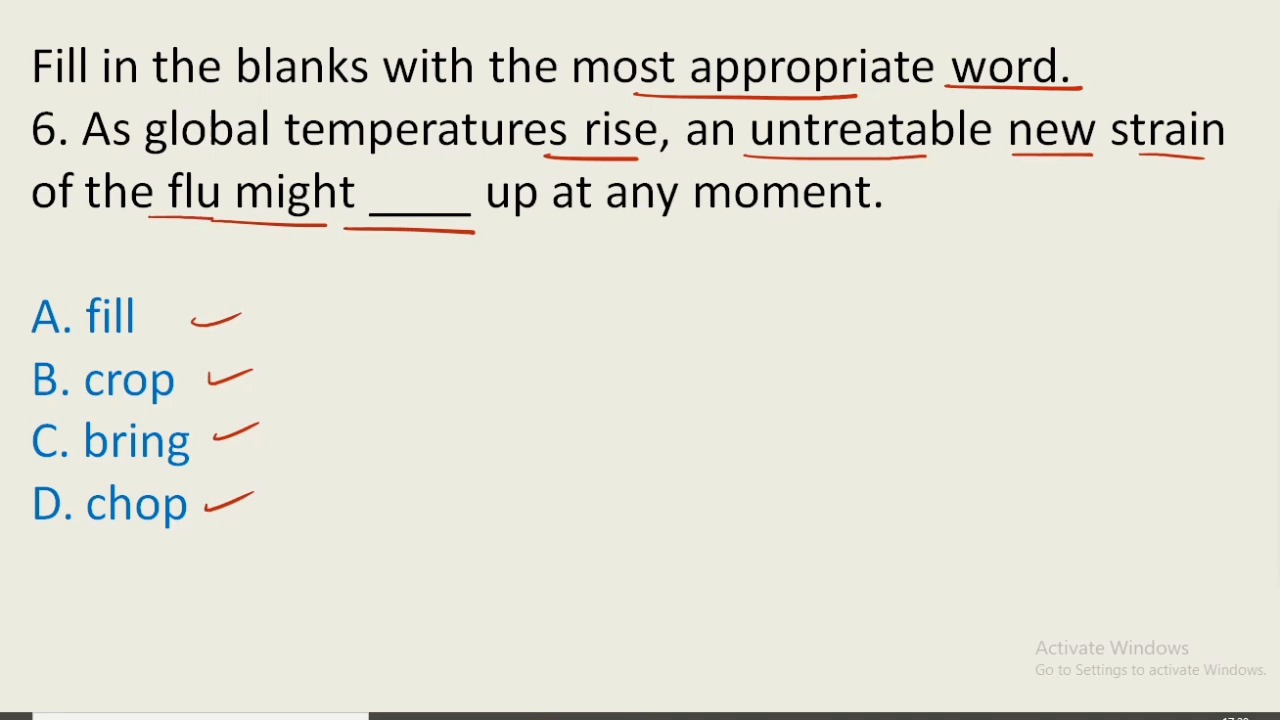 Fill in the blanks with the most appropriate word.
6. As global temperatures rise, an untreatable new strain
of the flu might ____ up at any moment.
A. fill
B. crop
C. bring
D. chop
Activate Windows
Go to Settings to activate Windows.